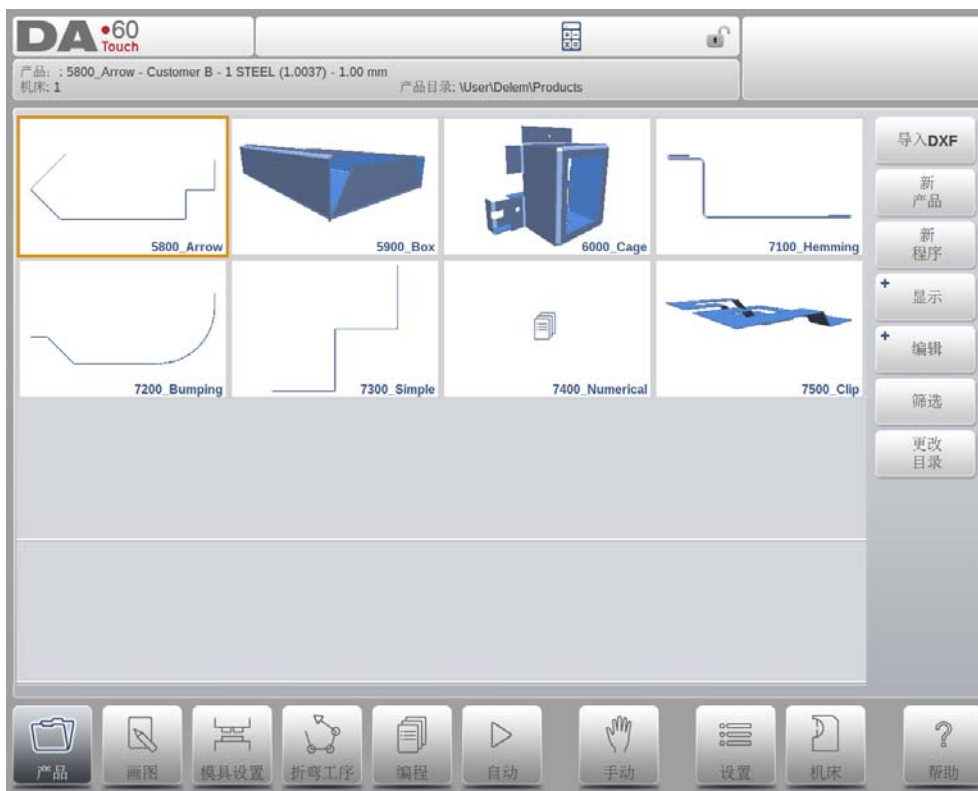 DA •60
Touch
产品: : 5800_Arrow - Customer B - 1 STEEL (1.0037) - 1.00 mm
机床: 1
产品目录: \User\Delem\Products
5800_Arrow
5900_Box
6000_Cage
7100_Hemming
7200_Bumping
7300_Simple
7400_Numerical
7500_Clip
导入DXF
新
产品
新
程序
+ 显示
+ 编辑
筛选
更改
目录
产品
画图
模具设置
折弯工序
编程
自动
手动
设置
机床
?
帮助